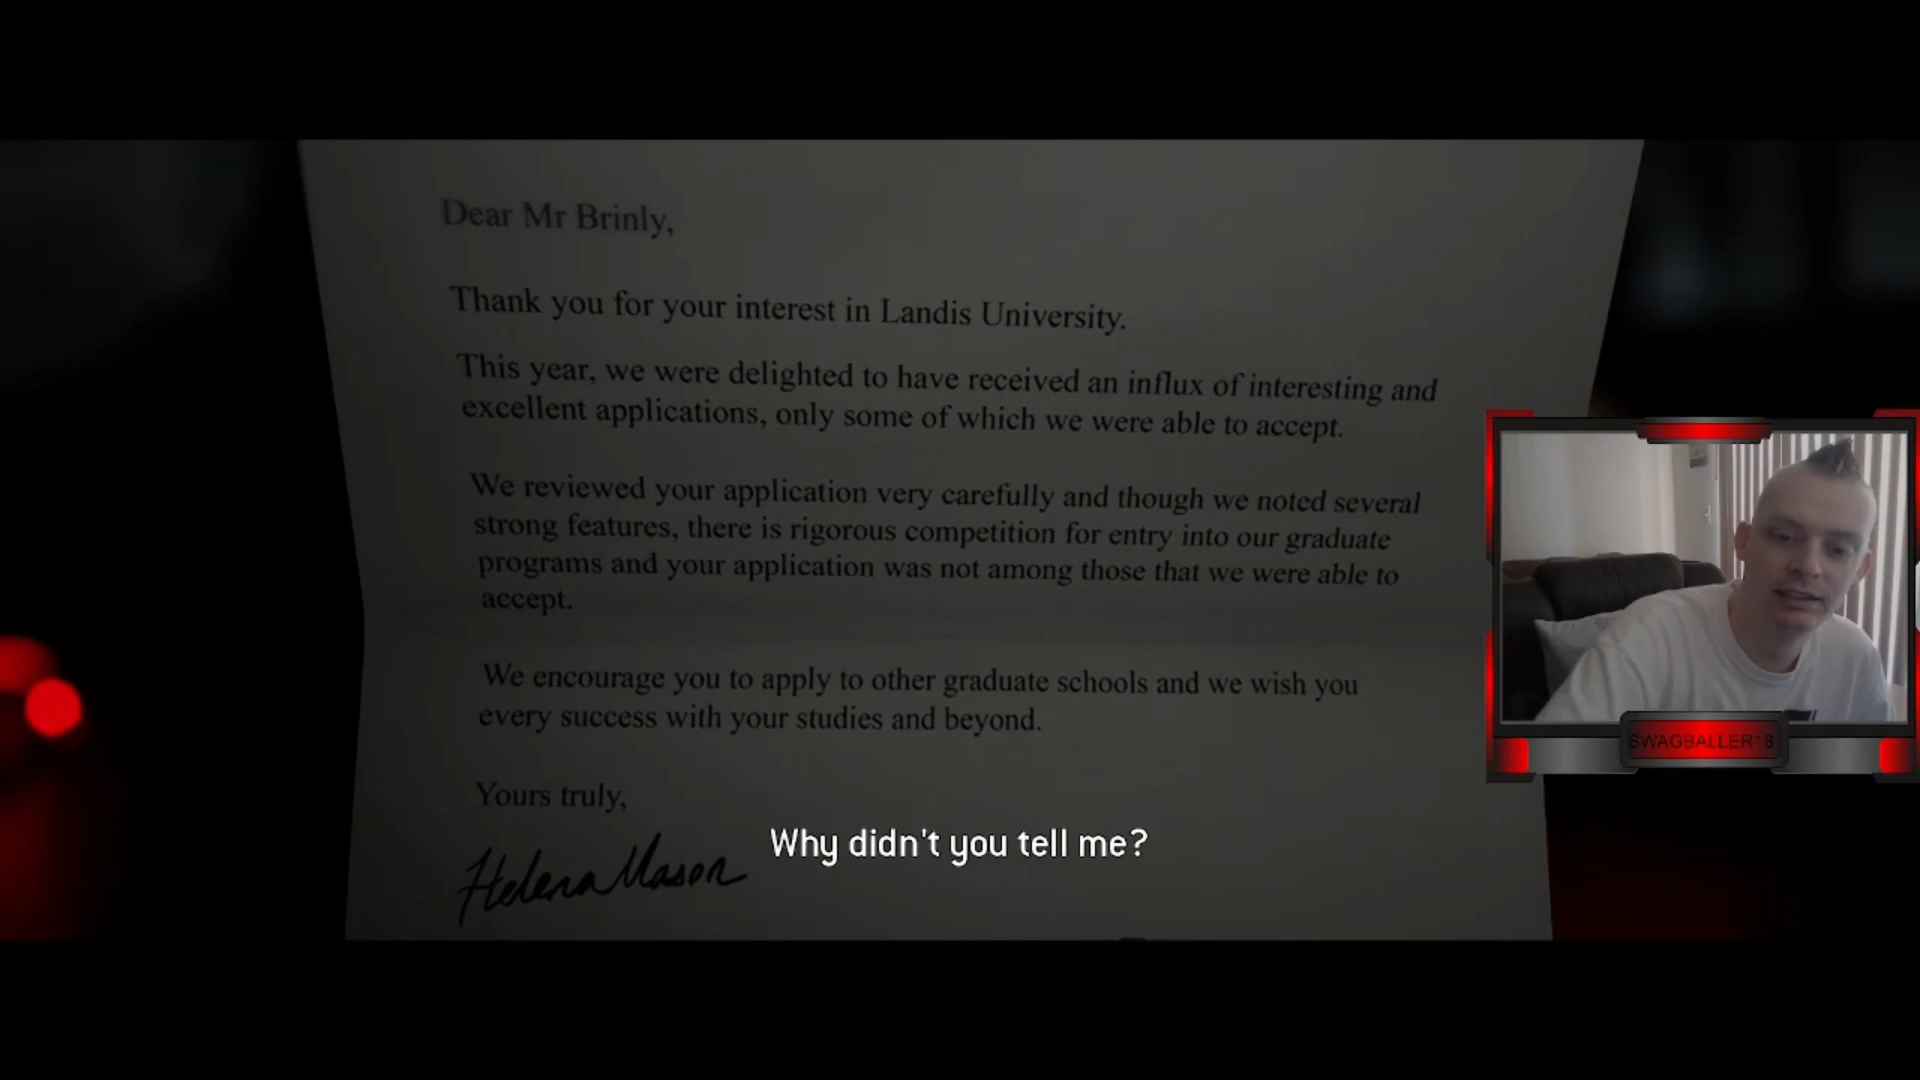 Dear Mr Brinly,
Thank you for your interest in Landis University.
This year, we were delighted to have received an influx of interesting and
excellent applications, only some of which we were able to accept.
We reviewed your application very carefully and though we noted several
strong features, there is rigorous competition for entry into our graduate
programs and your application was not among those that we were able to
accept.
We encourage you to apply to other graduate schools and we wish you
every success with your studies and beyond.
Yours truly,
Helena Mason
Why didn't you tell me?
SWAGBALLER18